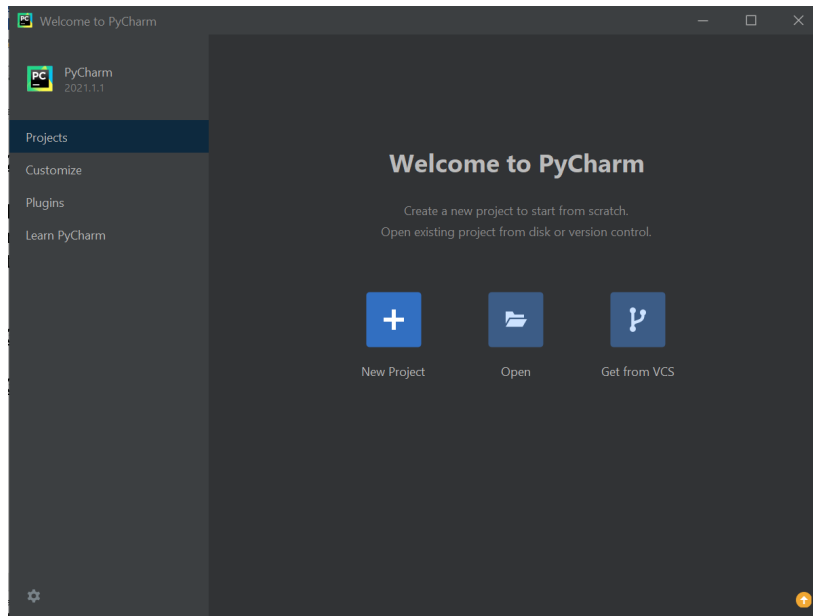 Welcome to PyCharm
PyCharm
2021.1.1
Projects
Customize
Plugins
Learn PyCharm
Welcome to PyCharm
Create a new project to start from scratch.
Open existing project from disk or version control.
New Project
Open
Get from VCS